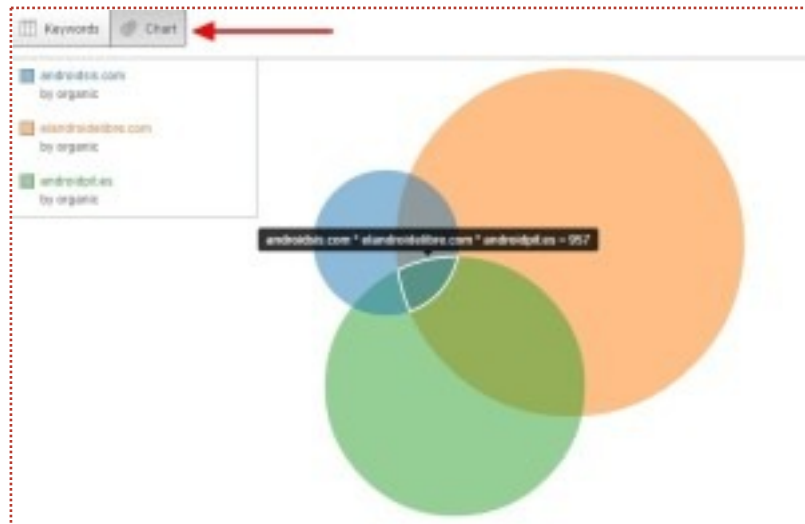 Keywords Chart
androidsis.com
by organic
elandroidelibre.com
by organic
androidpit.es
by organic
androidsis.com * elandroidelibre.com * androidpit.es = 957